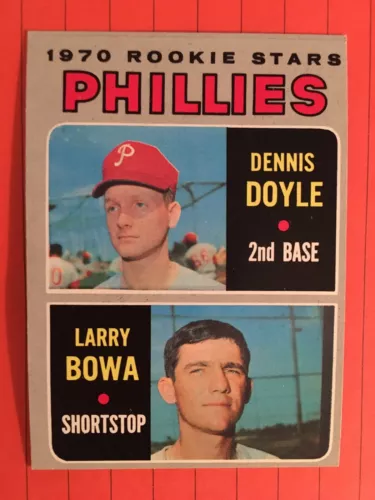 1970 ROOKIE STARS
PHILLIES
P
DENNIS
DOYLE
2nd BASE
LARRY
BOWA
SHORTSTOP